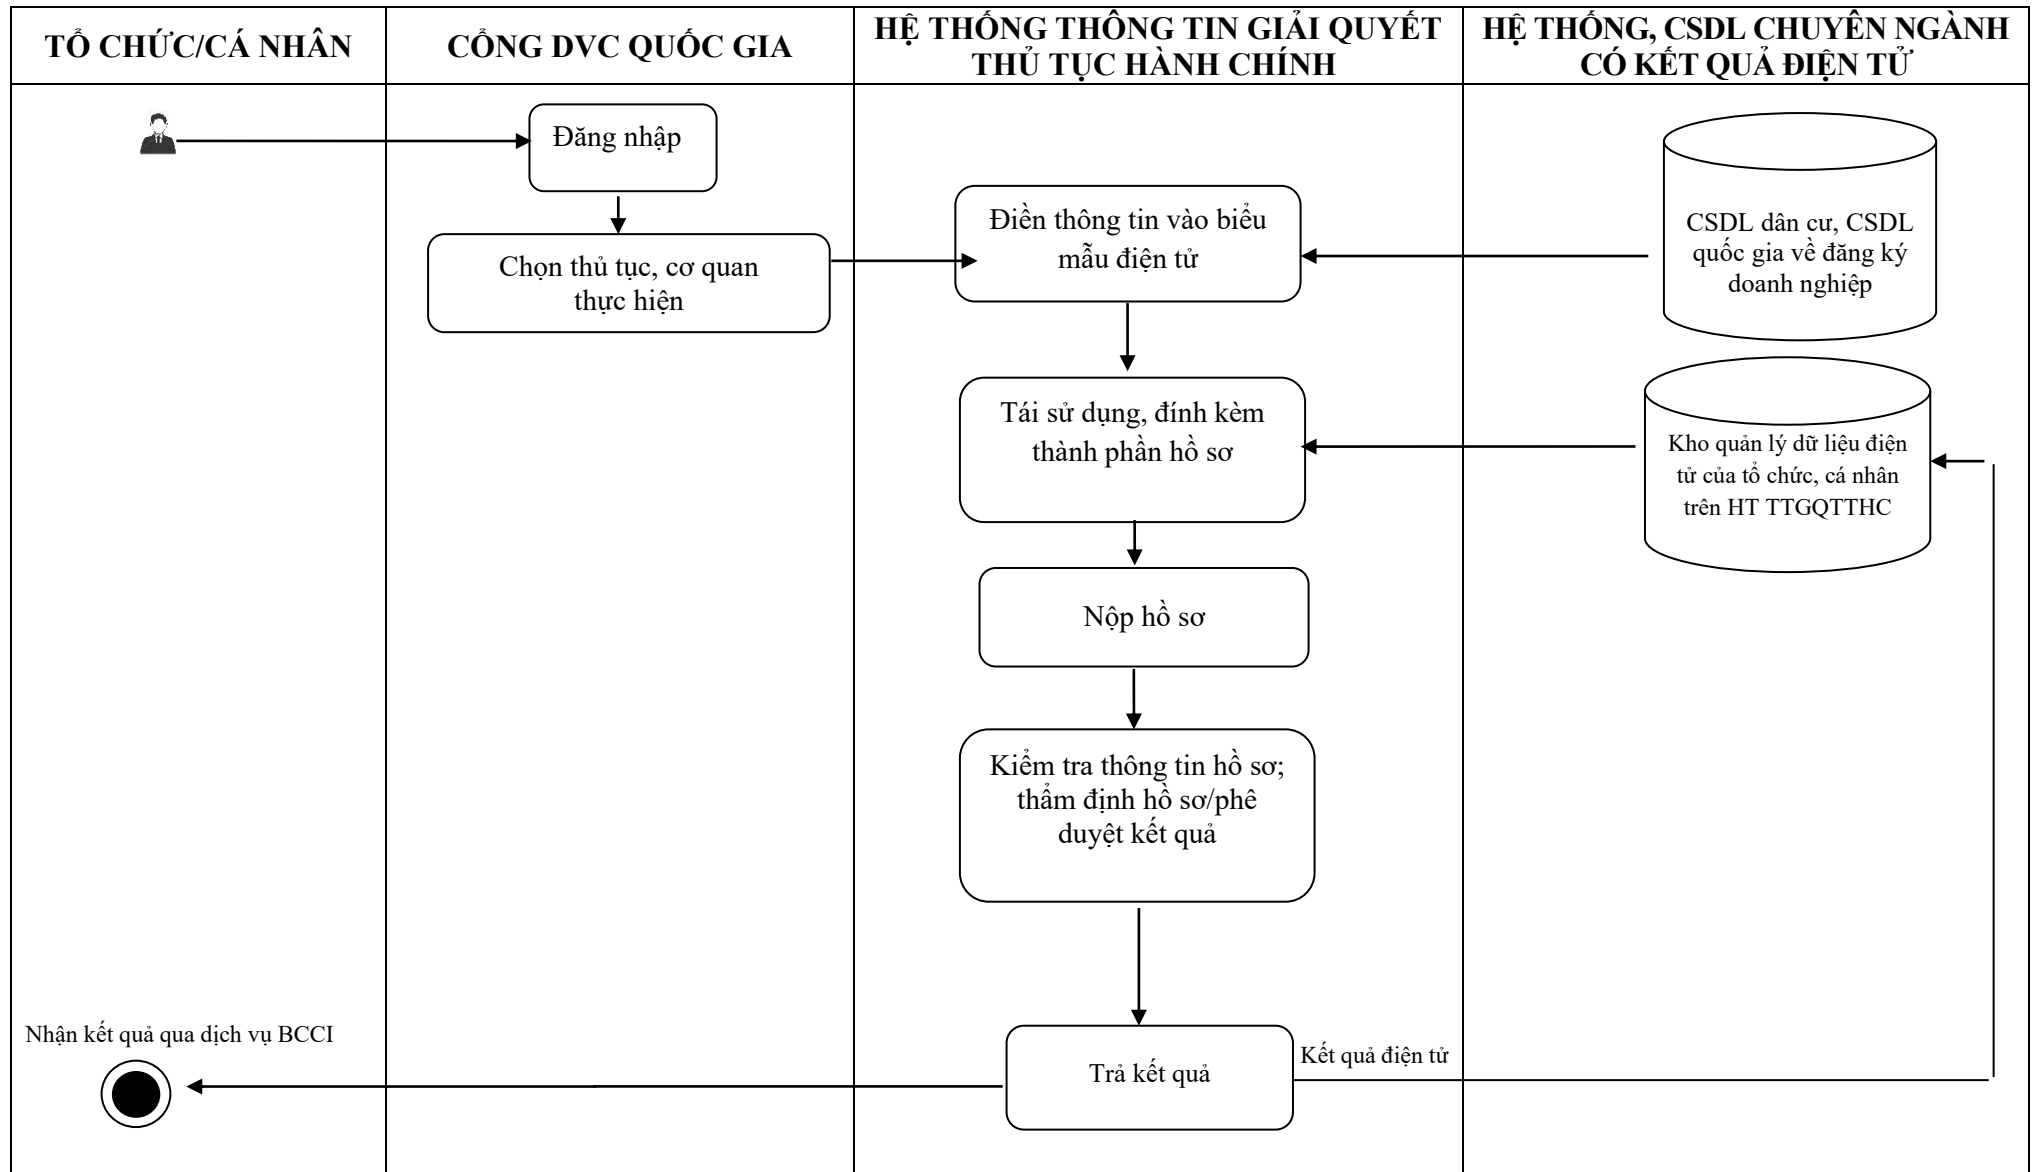 TỔ CHỨC/CÁ NHÂN
CỔNG DVC QUỐC GIA
HỆ THỐNG THÔNG TIN GIẢI QUYẾT
THỦ TỤC HÀNH CHÍNH
HỆ THỐNG, CSDL CHUYÊN NGÀNH
CÓ KẾT QUẢ ĐIỆN TỬ
Đăng nhập
Chọn thủ tục, cơ quan
thực hiện
Điền thông tin vào biểu
mẫu điện tử
CSDL dân cư, CSDL
quốc gia về đăng ký
doanh nghiệp
Tái sử dụng, đính kèm
thành phần hồ sơ
Kho quản lý dữ liệu điện
tử của tổ chức, cá nhân
trên HT TTGQTTHC
Nộp hồ sơ
Kiểm tra thông tin hồ sơ;
thẩm định hồ sơ/phê
duyệt kết quả
Nhận kết quả qua dịch vụ BCCI
Trả kết quả
Kết quả điện tử